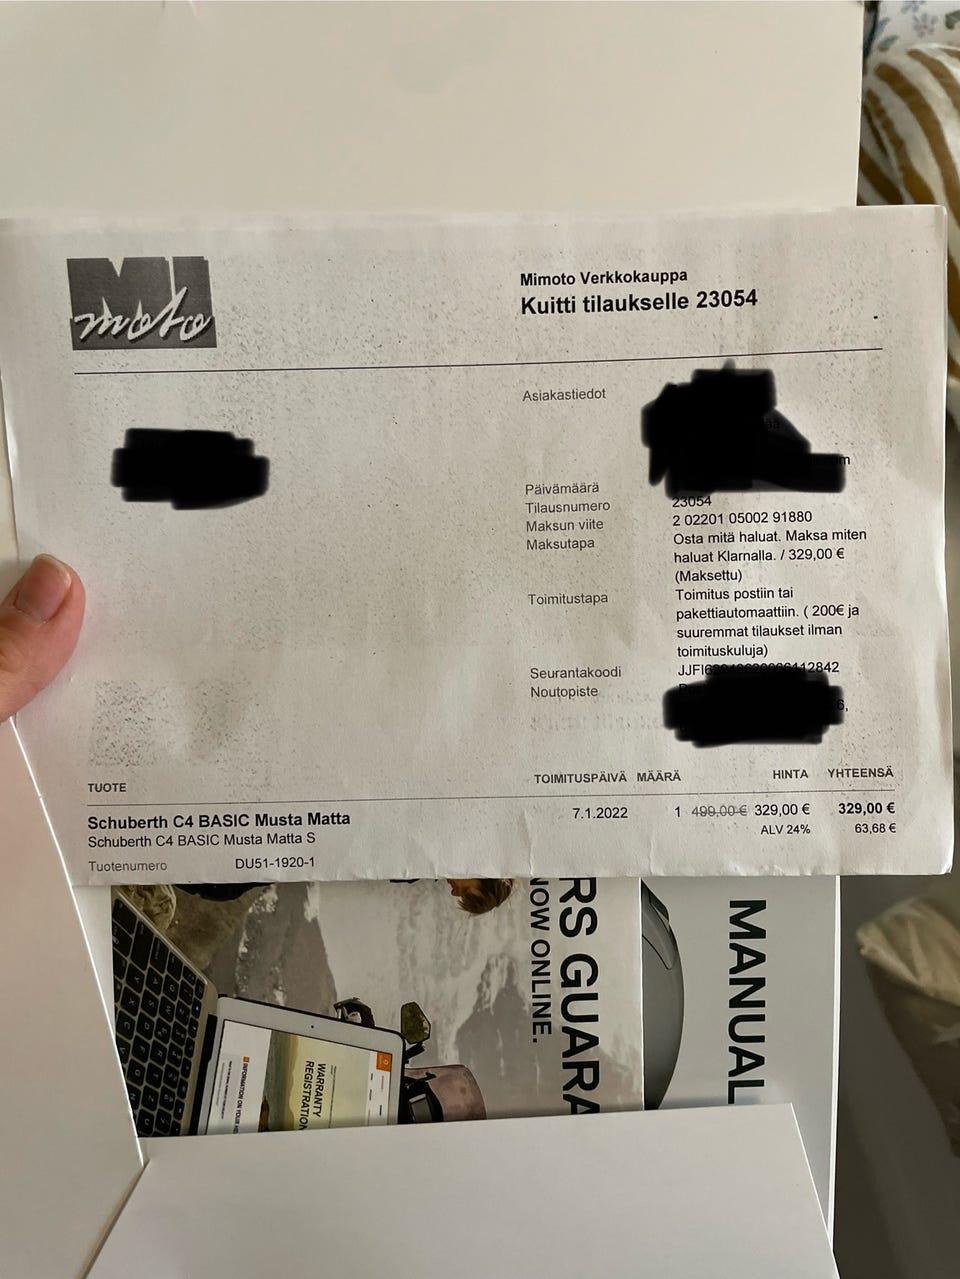 MI
moto
Mimoto Verkkokauppa
Kuitti tilaukselle 23054
Asiakastiedot
Päivämäärä
Tilausnumero 23054
Maksun viite 2 02201 05002 91880
Maksutapa Osta mitä haluat. Maksa miten
haluat Klarnalla. / 329,00 €
(Maksettu)
Toimitustapa Toimitus postiin tai
pakettiautomaattiin. ( 200€ ja
suuremmat tilaukset ilman
toimituskuluja)
Seurantakoodi
Noutopiste
TUOTE TOIMITUSPÄIVÄ MÄÄRÄ HINTA YHTEENSÄ
Schuberth C4 BASIC Musta Matta 7.1.2022 1 499,00 € 329,00 € 329,00 €
Schuberth C4 BASIC Musta Matta S ALV 24% 63,68 €
Tuotenumero DU51-1920-1
RS GUARA
NOW ONLINE.
MANUAL
WARRANTY
REGISTRATION